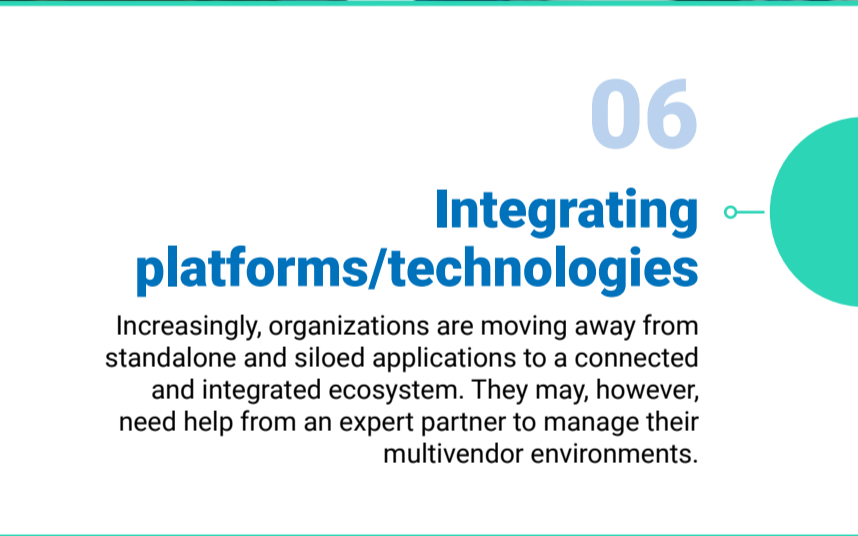 06
Integrating
platforms/technologies
Increasingly, organizations are moving away from
standalone and siloed applications to a connected
and integrated ecosystem. They may, however,
need help from an expert partner to manage their
multivendor environments.